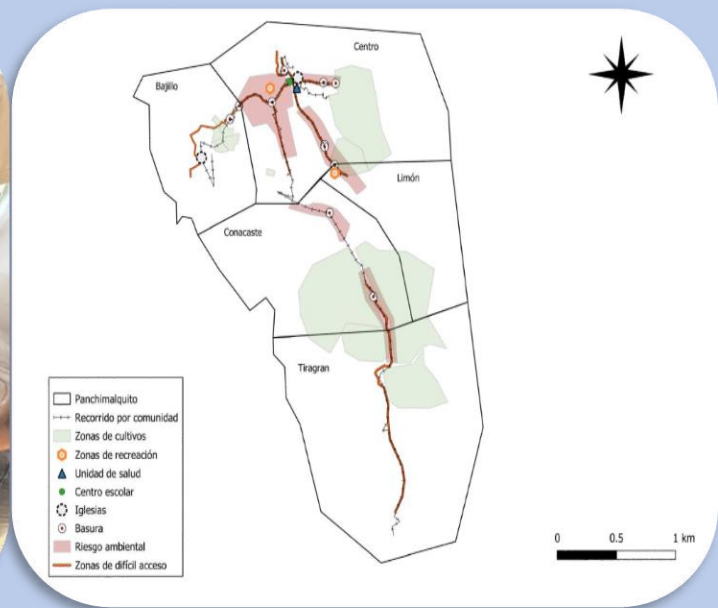 Centro
Bajillo
Limón
Conacaste
Tiragran
Panchimalquito
Recorrido por comunidad
Zonas de cultivos
Zonas de recreación
Unidad de salud
Centro escolar
Iglesias
Basura
Riesgo ambiental
Zonas de difícil acceso
0 0.5 1 km